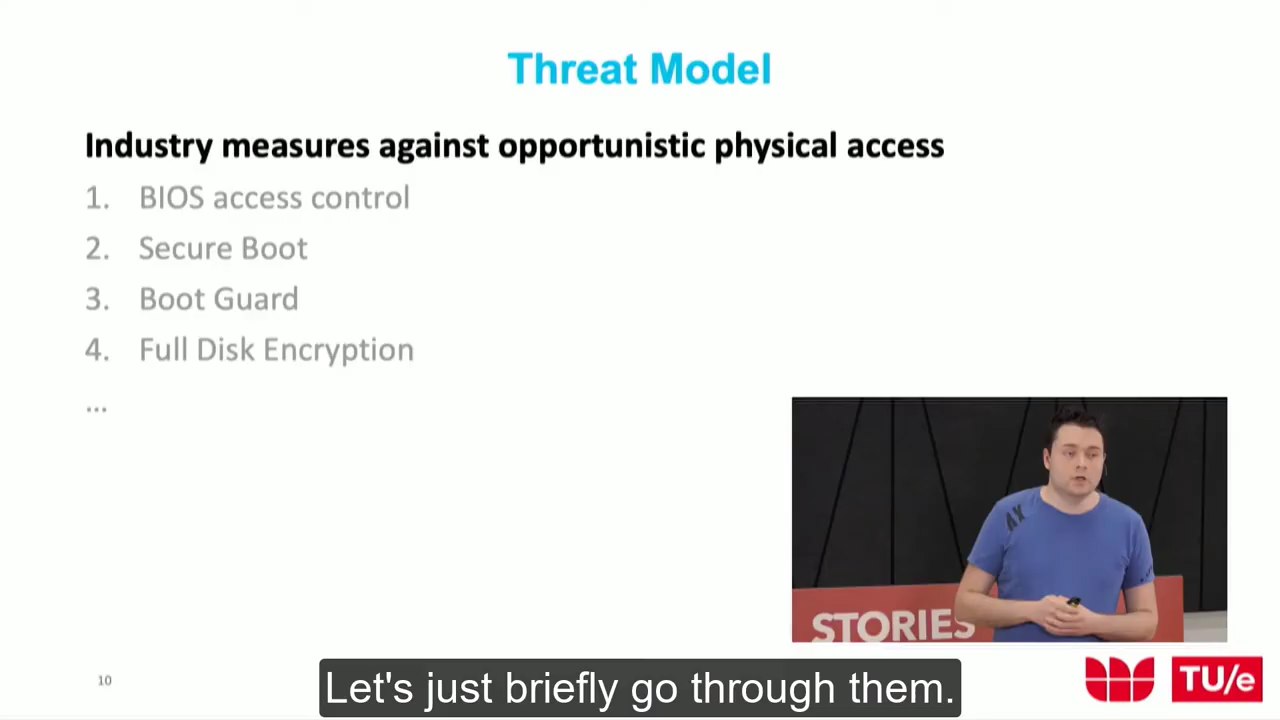 Threat Model
Industry measures against opportunistic physical access
1. BIOS access control
2. Secure Boot
3. Boot Guard
4. Full Disk Encryption
...
AX
STORIES
10
Let's just briefly go through them.
TU/e